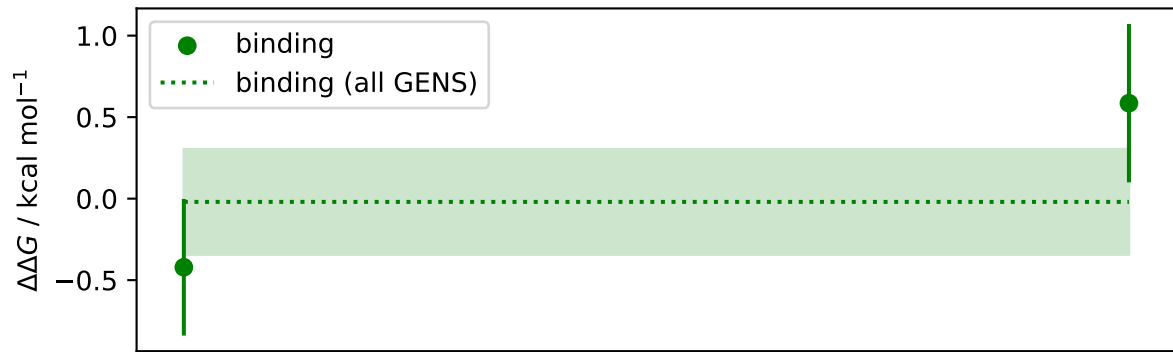 ΔΔG / kcal mol⁻¹
1.0
0.5
0.0
−0.5
binding
binding (all GENS)